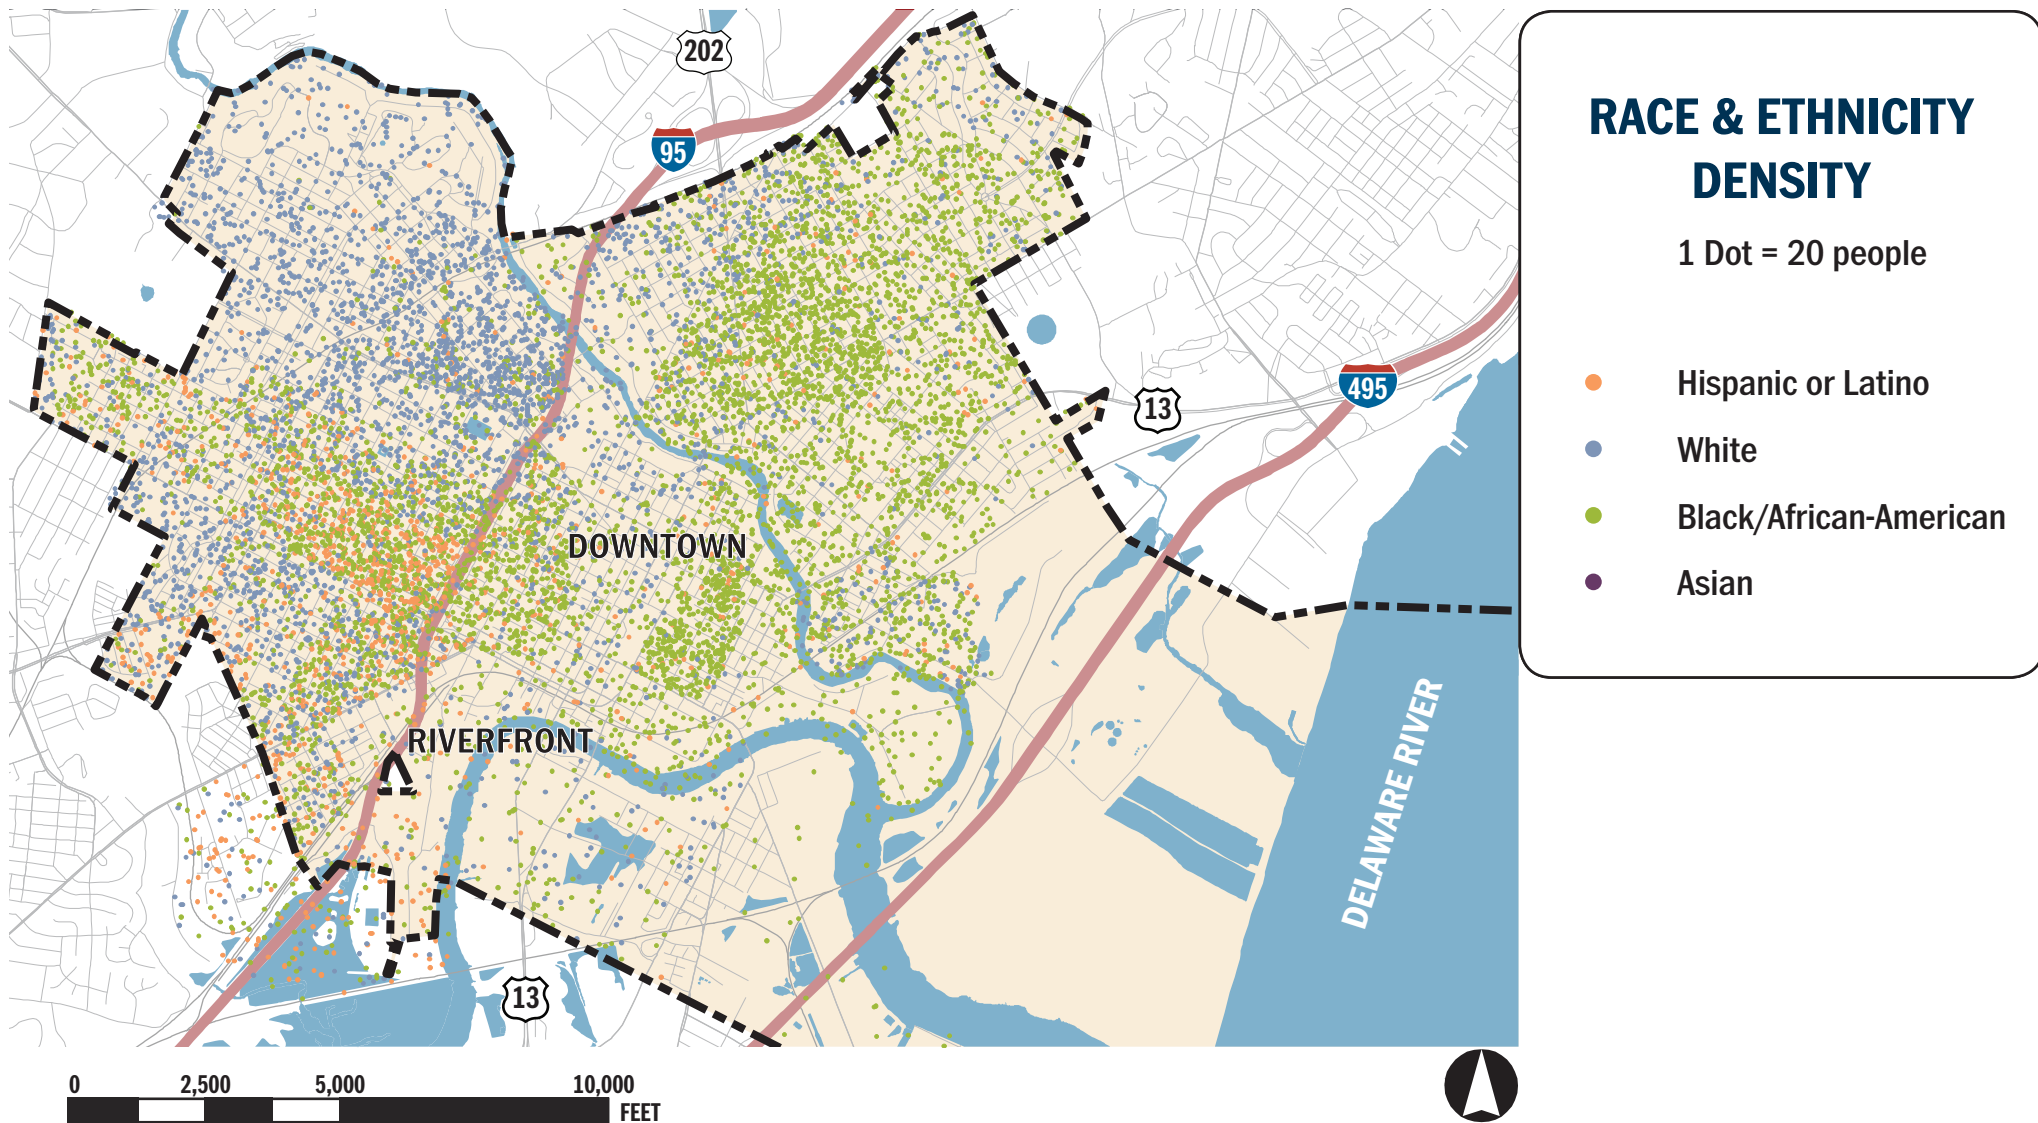 202
95
495
13
DOWNTOWN
RIVERFRONT
DELAWARE RIVER
13
RACE & ETHNICITY
DENSITY
1 Dot = 20 people
Hispanic or Latino
White
Black/African-American
Asian
0 2,500 5,000 10,000
FEET